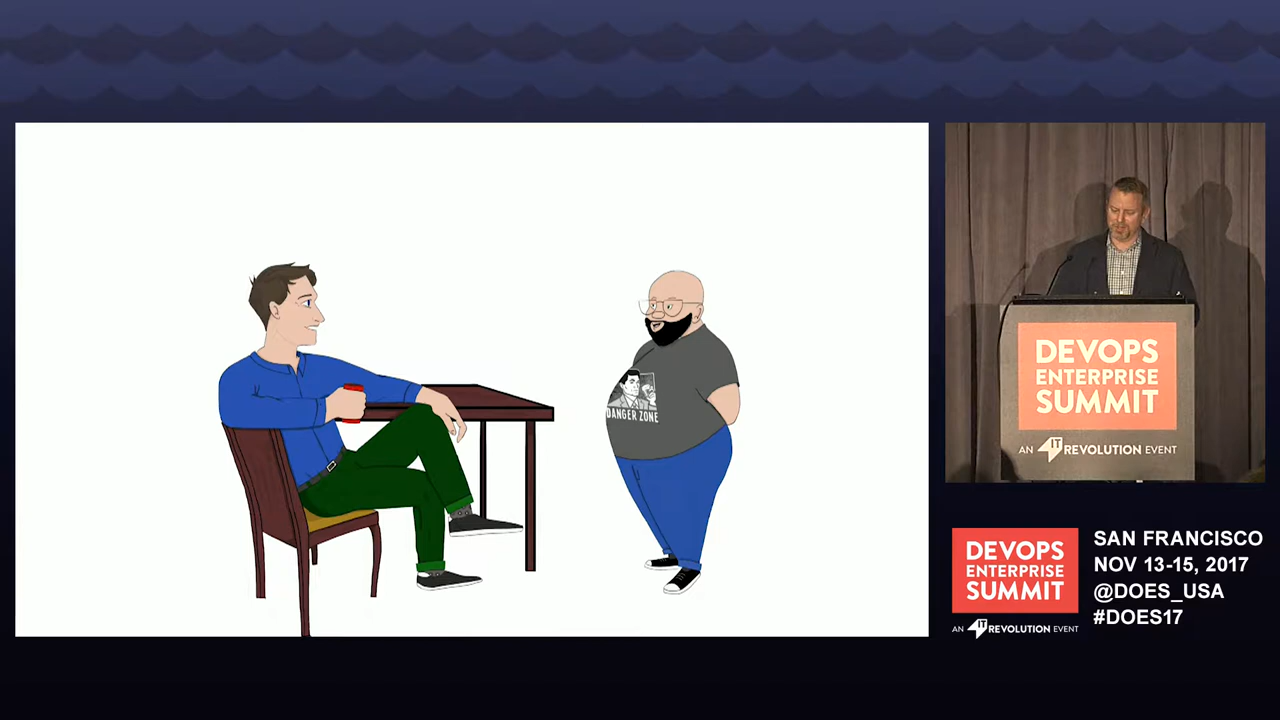 DANGER ZONE
DEVOPS
ENTERPRISE
SUMMIT
AN IT REVOLUTION EVENT
DEVOPS
ENTERPRISE
SUMMIT
AN IT REVOLUTION EVENT
SAN FRANCISCO
NOV 13-15, 2017
@DOES_USA
#DOES17